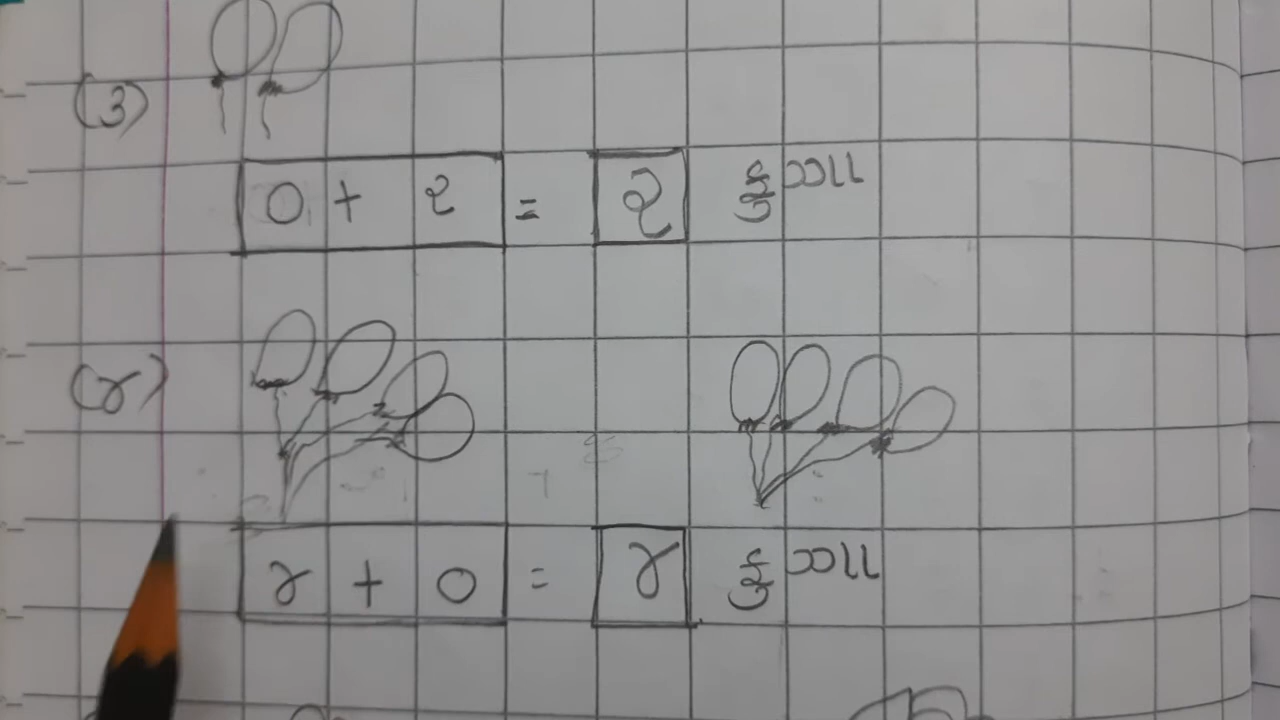 (૩)
૦ + ૨ = ૨ ફુગ્ગા
(૪)
૪ + ૦ = ૪ ફુગ્ગા